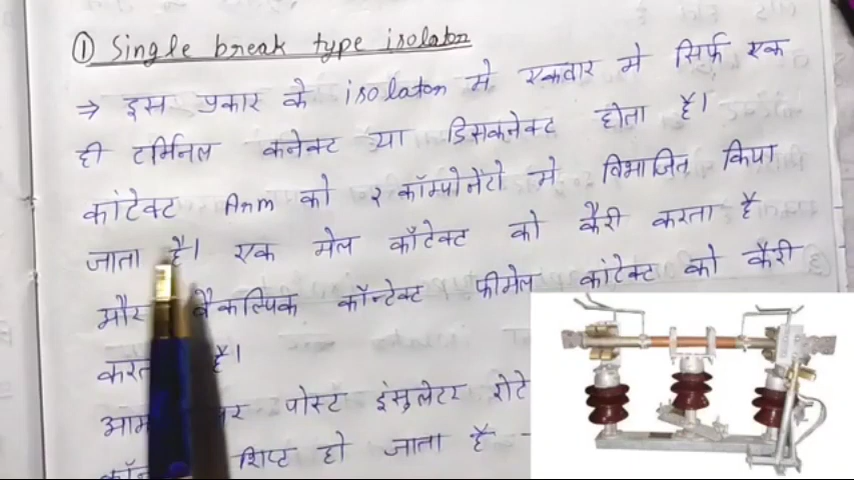 ① Single break type isolator
⇒ इस प्रकार के isolator मे एकबार मे सिर्फ एक
ही टर्मिनल कनेक्ट या डिसकनेक्ट होता है।
कांटेक्ट Arm को 2 कॉम्पोनेंटो मे विभाजित किया
जाता है। एक मेल कॉंटेक्ट को कैरी करता है
और वैकल्पिक कॉन्टेक्ट फीमेल कांटेक्ट को कैरी
है।
पोस्ट इंसुलेटर
शिफ्ट हो जाता है